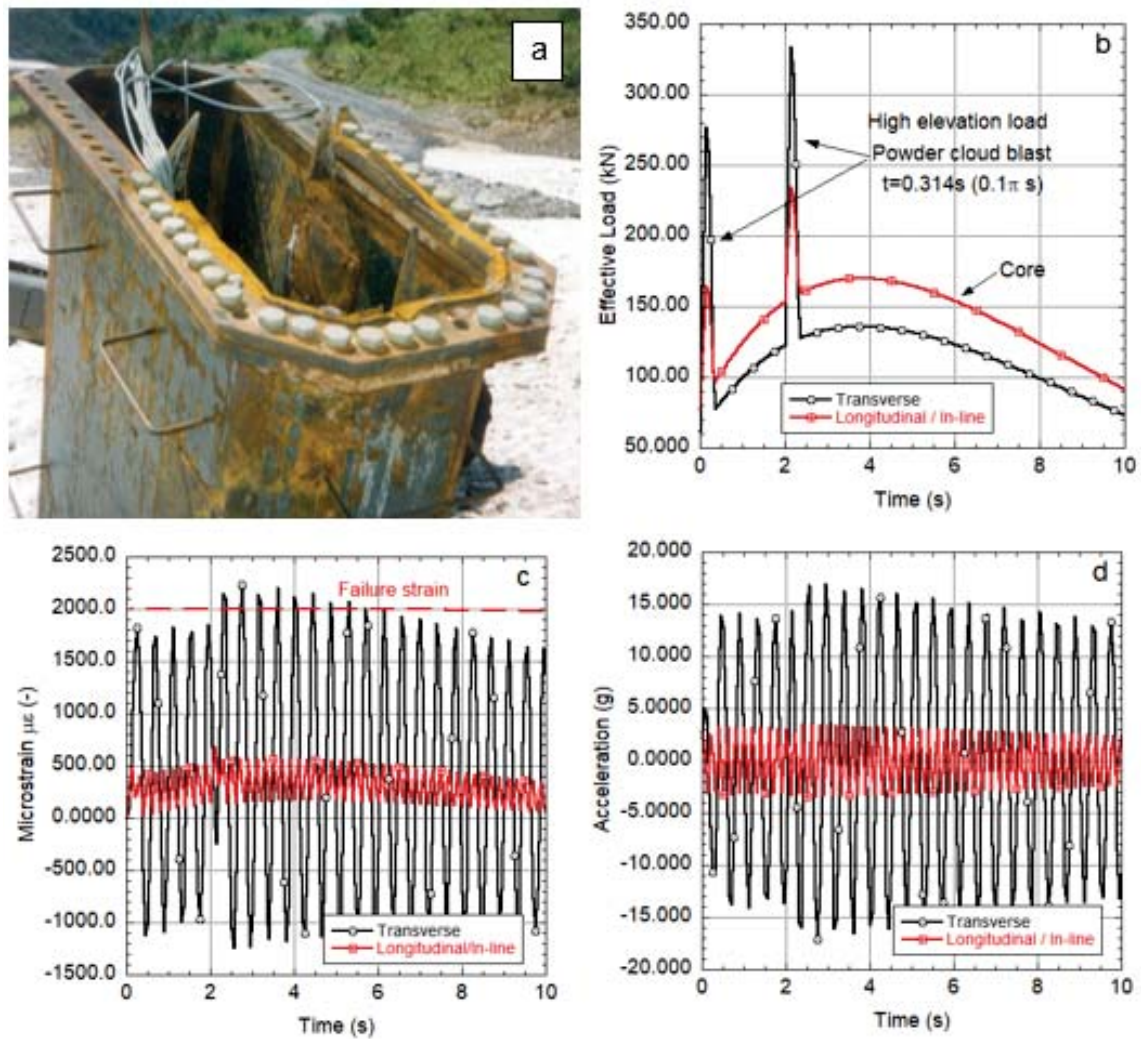 a
b
350.00
300.00
250.00
200.00
150.00
100.00
50.000
Effective Load (kN)
High elevation load
Powder cloud blast
t=0.314s (0.1π s)
Core
Transverse
Longitudinal / In-line
0 2 4 6 8 10
Time (s)
c
2500.0
2000.0
1500.0
1000.0
500.00
0.0000
-500.00
-1000.0
-1500.0
Microstrain με (-)
Failure strain
Transverse
Longitudinal/In-line
0 2 4 6 8 10
Time (s)
d
20.000
15.000
10.000
5.0000
0.0000
-5.0000
-10.000
-15.000
-20.000
Acceleration (g)
Transverse
Longitudinal / In-line
0 2 4 6 8 10
Time (s)